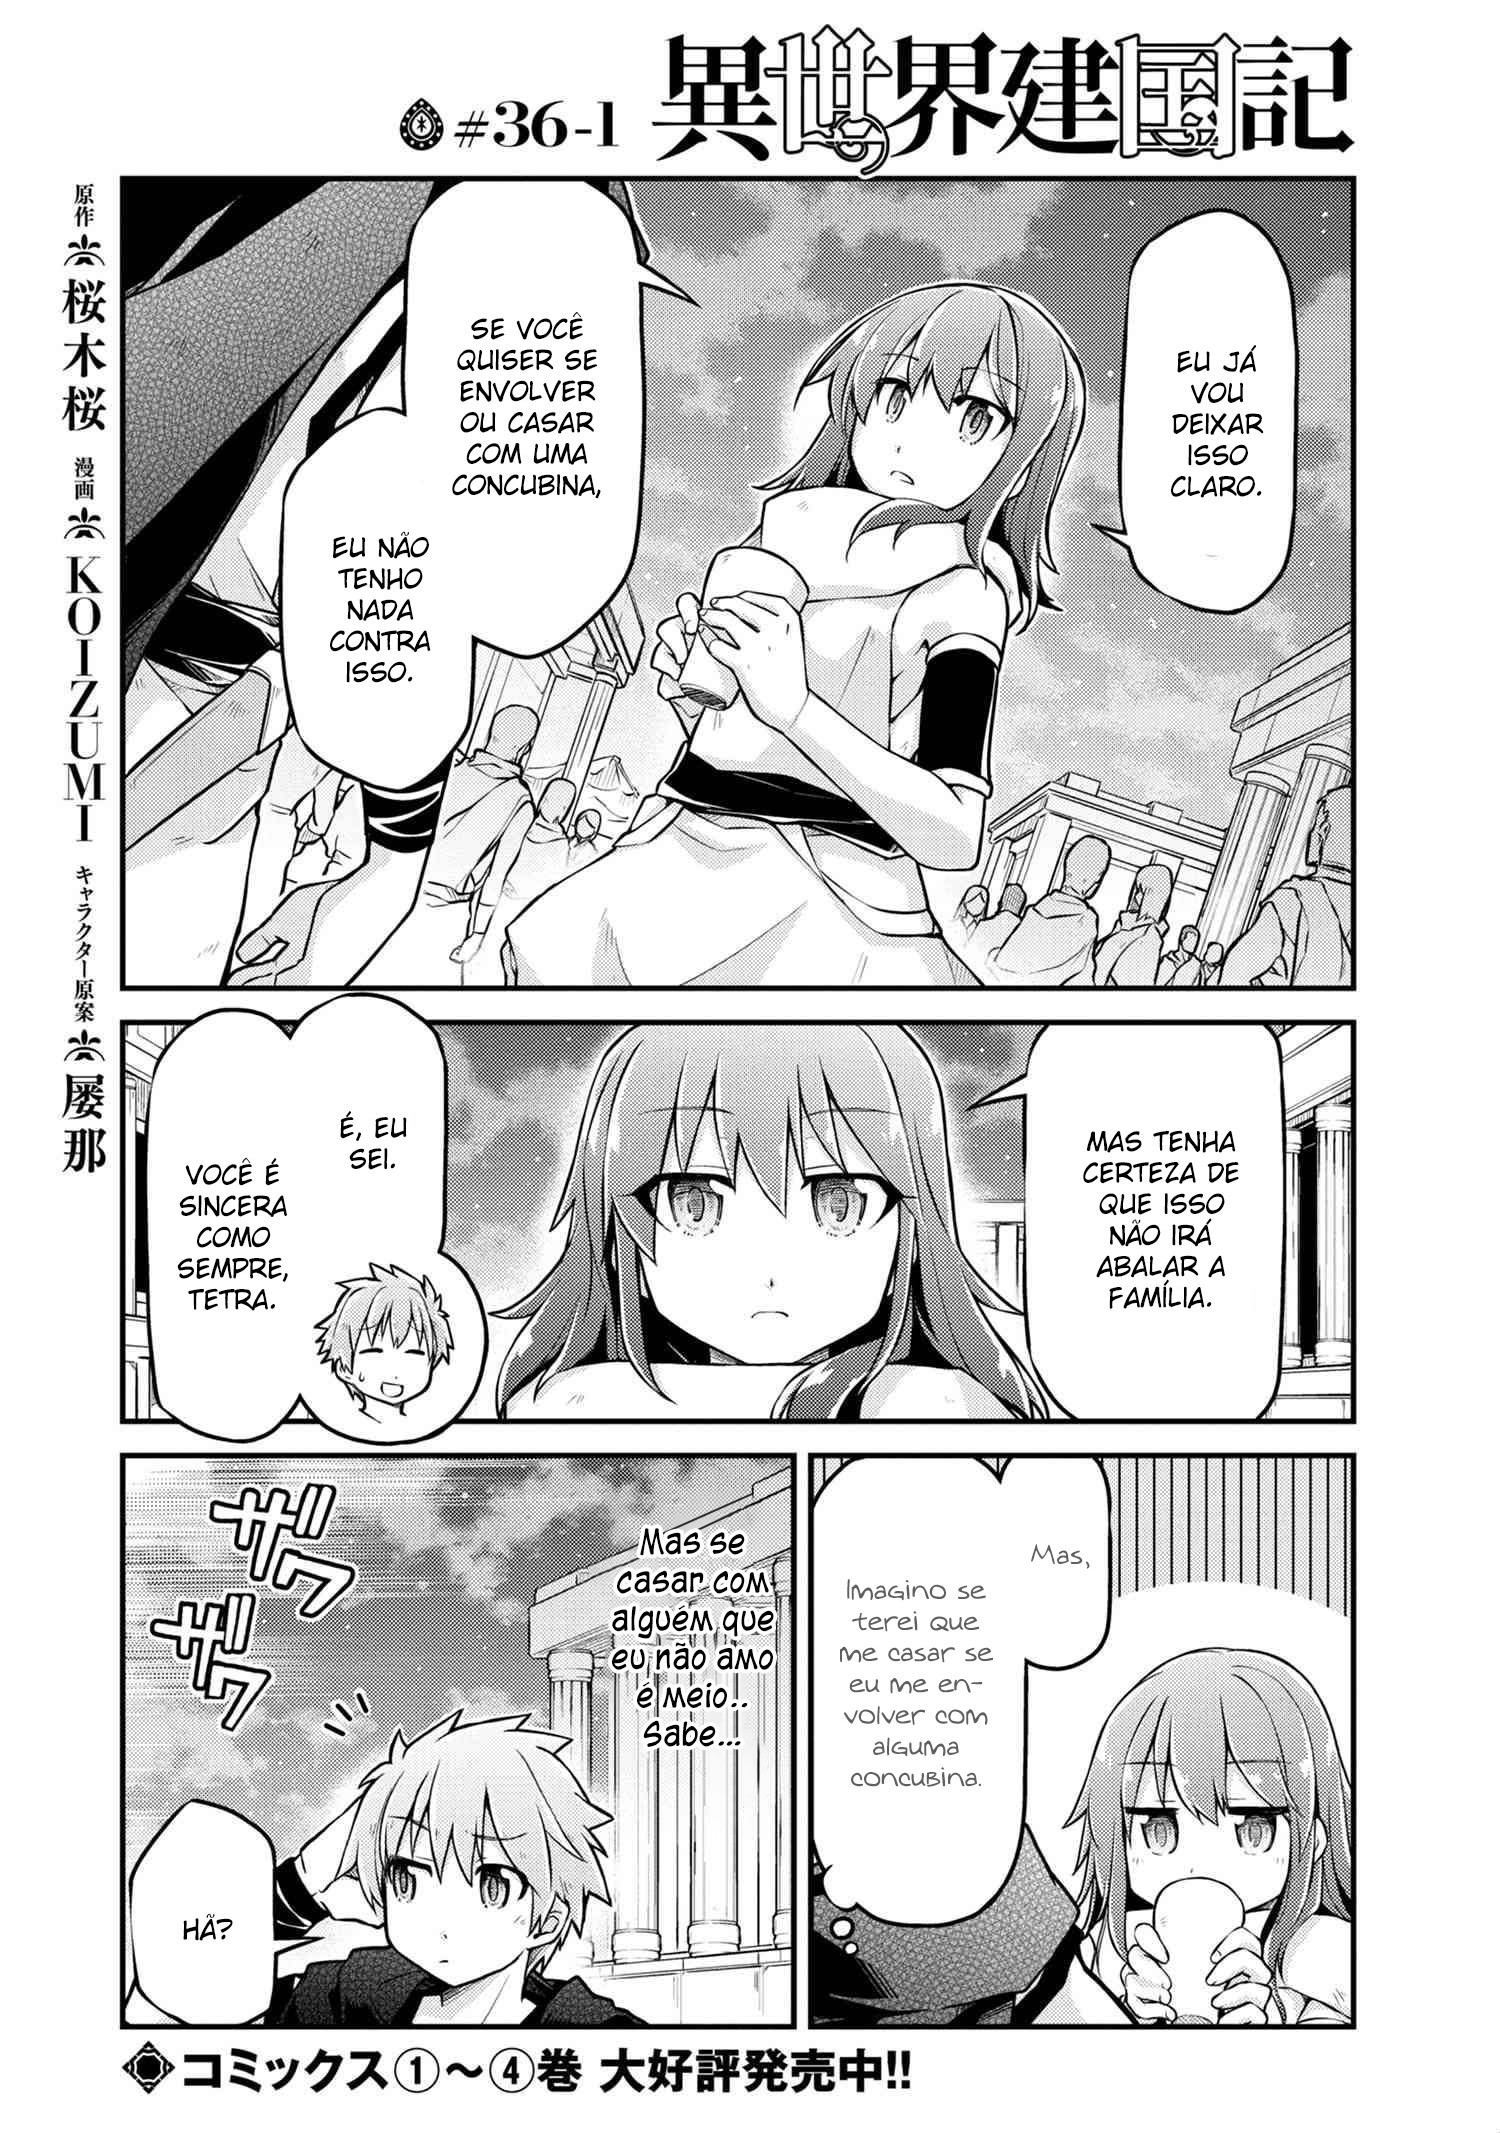 異世界建国記
#36-1
原作 桜木桜 漫画 KOIZUMI キャラクター原案 屡那
EU JÁ
VOU
DEIXAR
ISSO
CLARO.
SE VOCÊ
QUISER SE
ENVOLVER
OU CASAR
COM UMA
CONCUBINA,
EU NÃO
TENHO
NADA
CONTRA
ISSO.
MAS TENHA
CERTEZA DE
QUE ISSO
NÃO IRÁ
ABALAR A
FAMÍLIA.
É, EU
SEI.
VOCÊ É
SINCERA
COMO
SEMPRE,
TETRA.
Mas,
Imagino se
terei que
me casar se
eu me en-
volver com
alguma
concubina.
Mas se
casar com
alguém que
eu não amo
é meio..
Sabe...
ザワ
ザワ
HÃ?
コミックス①～④巻 大好評発売中!!